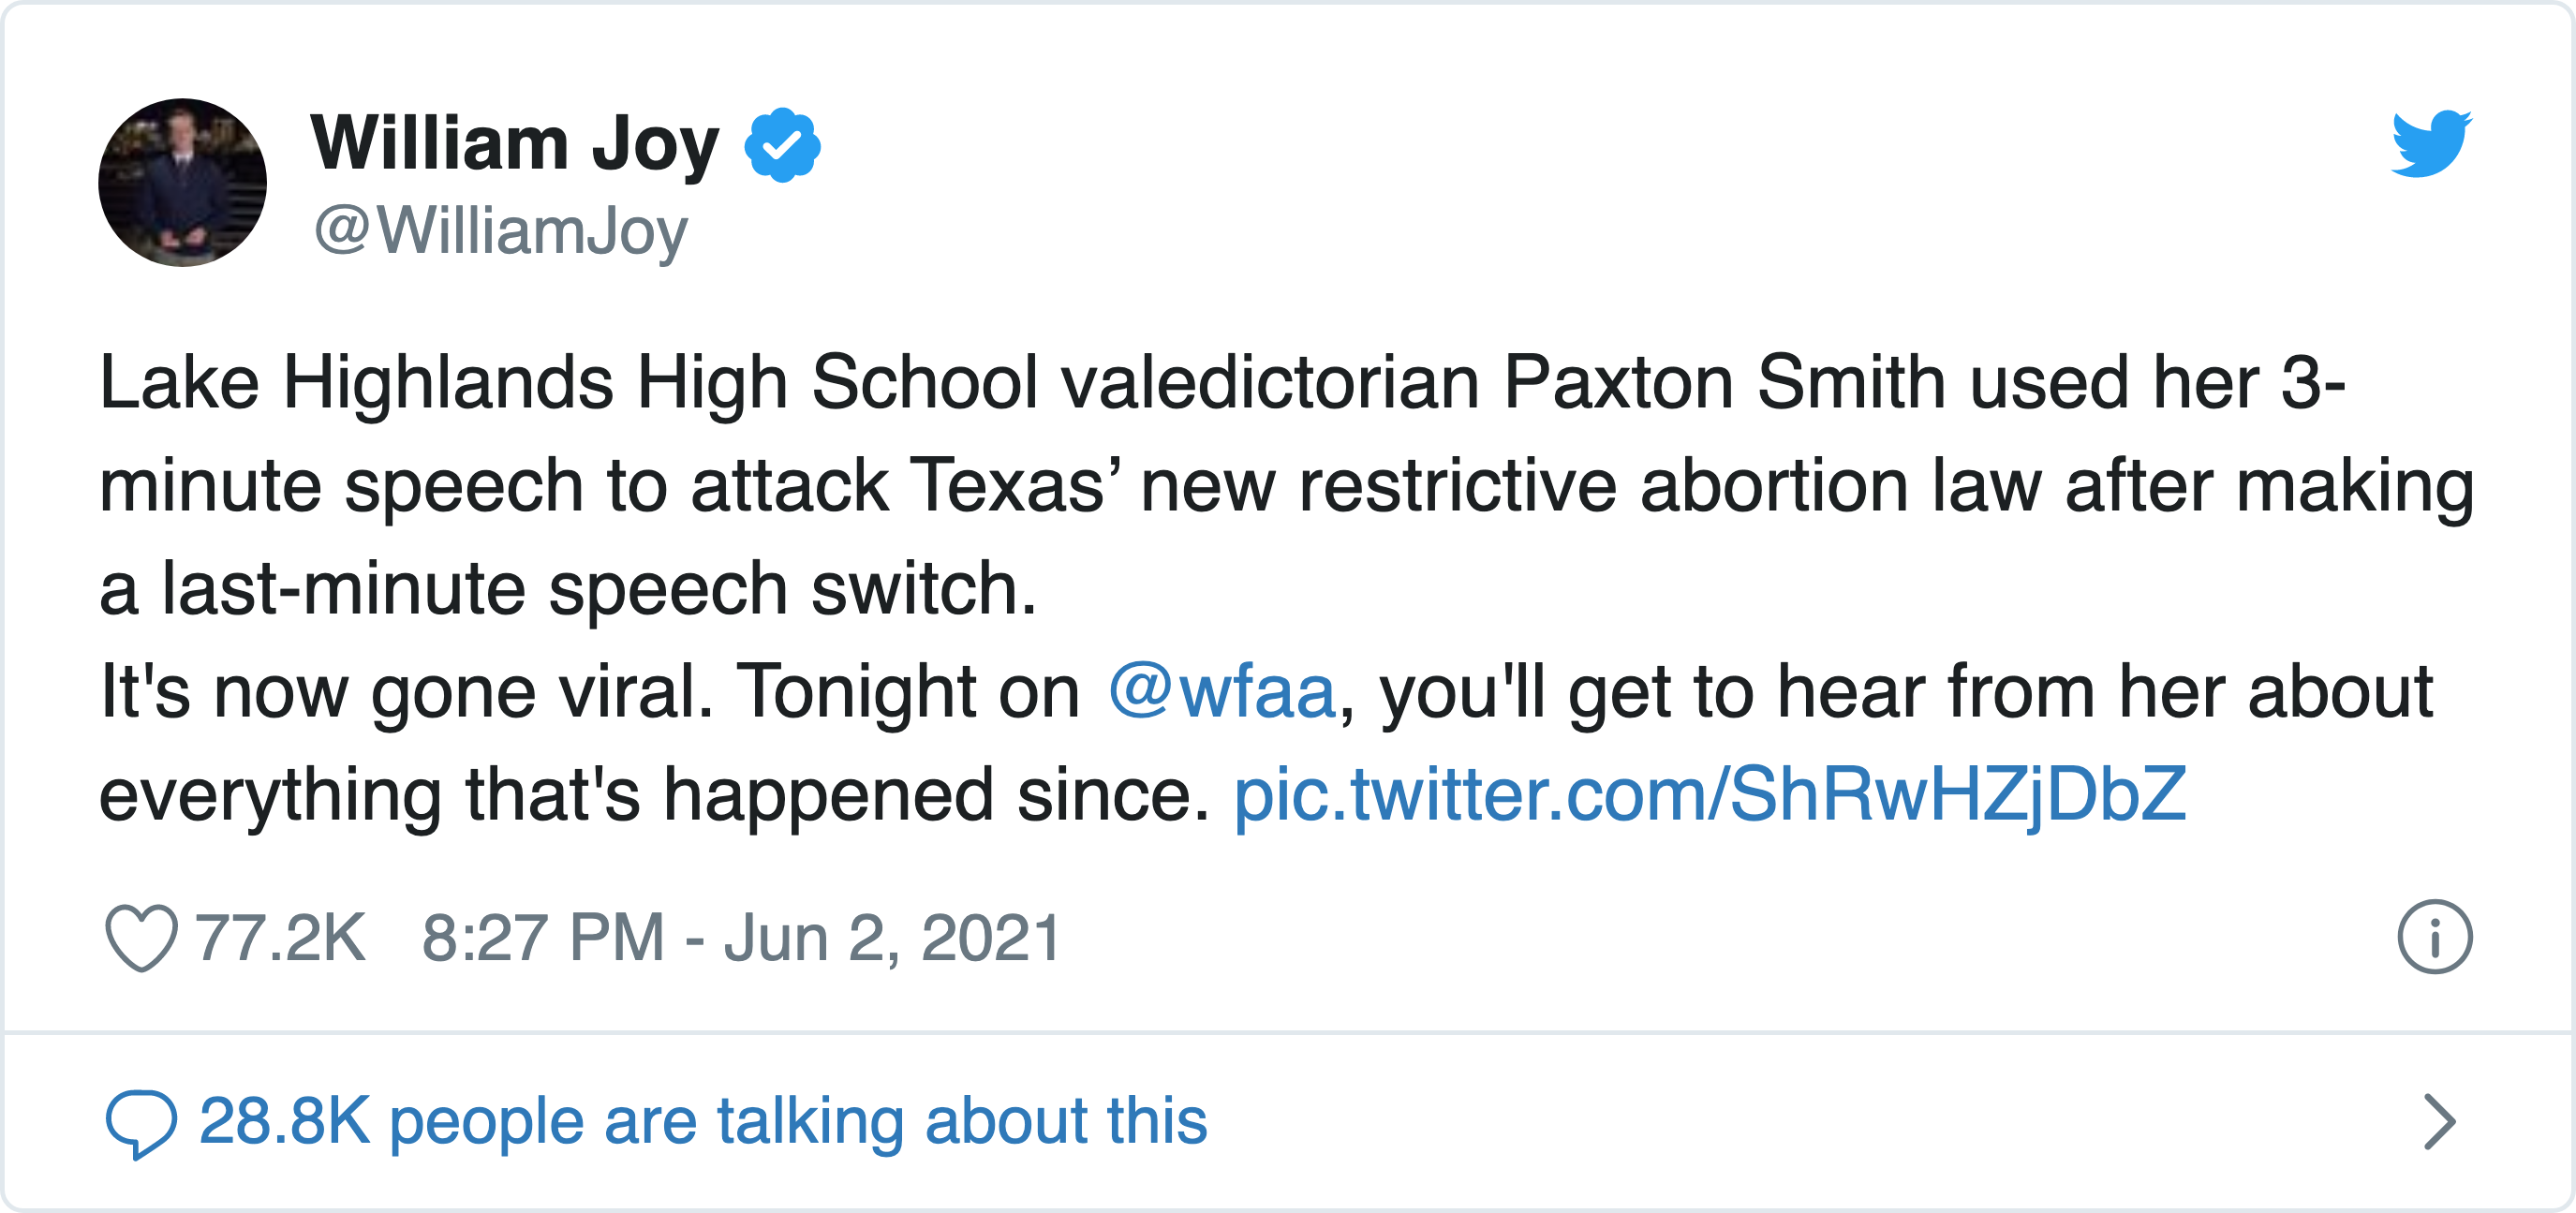 William Joy
@WilliamJoy
Lake Highlands High School valedictorian Paxton Smith used her 3-
minute speech to attack Texas’ new restrictive abortion law after making
a last-minute speech switch.
It's now gone viral. Tonight on @wfaa, you'll get to hear from her about
everything that's happened since. pic.twitter.com/ShRwHZjDbZ
77.2K 8:27 PM - Jun 2, 2021
28.8K people are talking about this